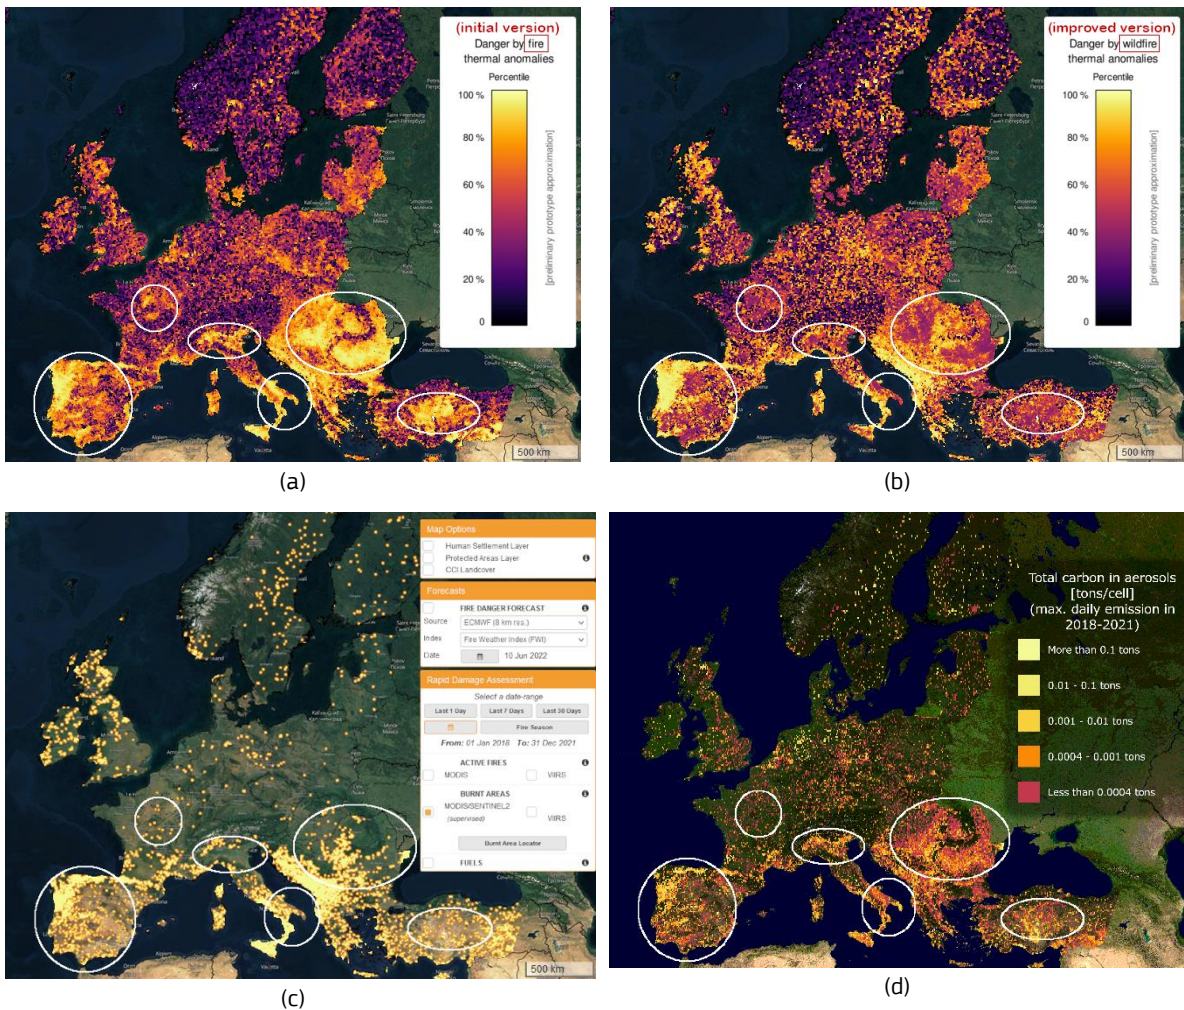 (initial version)
Danger by fire
thermal anomalies
Percentile
100 %
80 %
60 %
40 %
20 %
0
[preliminary prototype approximation]
500 km
(a)
(improved version)
Danger by wildfire
thermal anomalies
Percentile
100 %
80 %
60 %
40 %
20 %
0
[preliminary prototype approximation]
500 km
(b)
Map Options
Human Settlement Layer
Protected Areas Layer
CCI Landcover
Forecasts
FIRE DANGER FORECAST
Source ECMWF (8 km res.)
Index Fire Weather Index (FWI)
Date 10 Jun 2022
Rapid Damage Assessment
Select a date-range
Last 1 Day Last 7 Days Last 30 Days
Fire Season
From: 01 Jan 2018 To: 31 Dec 2021
ACTIVE FIRES
MODIS VIIRS
BURNT AREAS
MODIS/SENTINEL2
(supervised) VIIRS
Burnt Area Locator
FUELS
500 km
(c)
Total carbon in aerosols
[tons/cell]
(max. daily emission in
2018-2021)
More than 0.1 tons
0.01 - 0.1 tons
0.001 - 0.01 tons
0.0004 - 0.001 tons
Less than 0.0004 tons
(d)